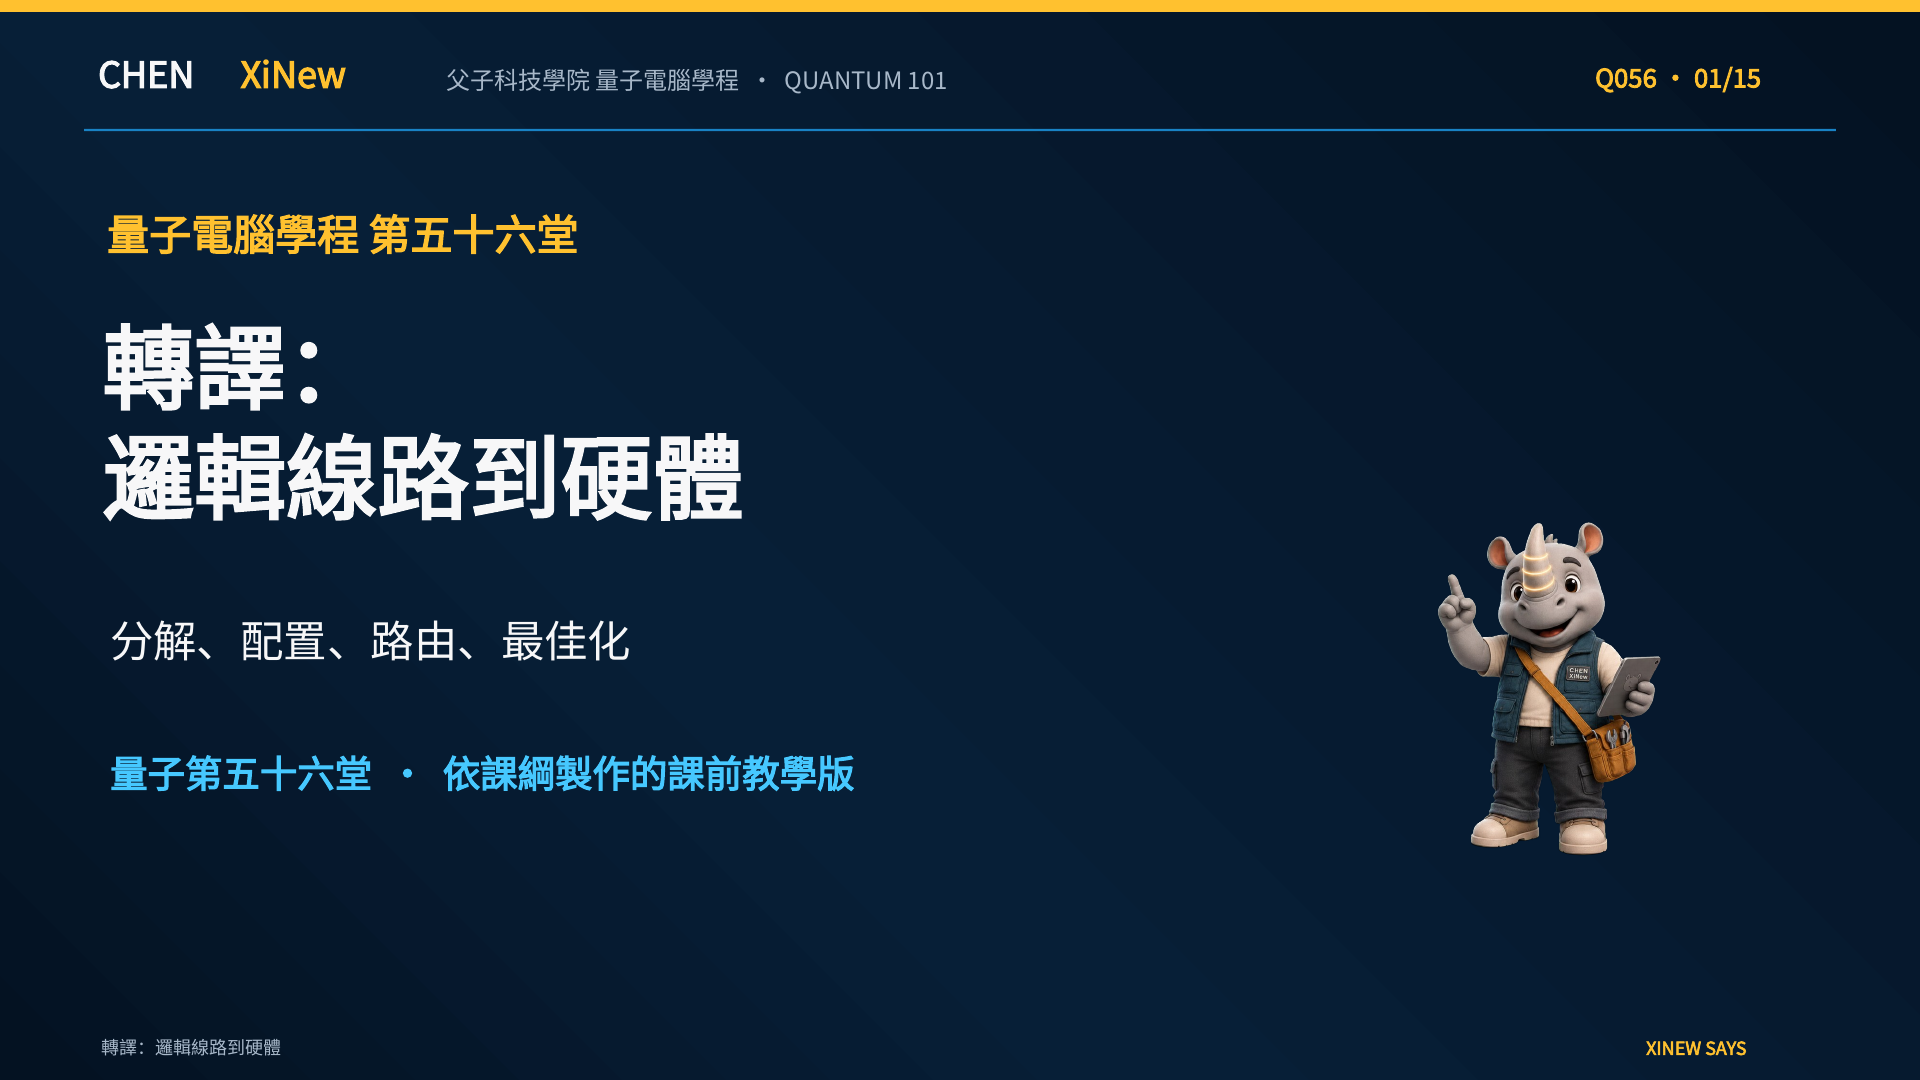 CHEN XiNew 父子科技學院 量子電腦學程 • QUANTUM 101 Q056 • 01/15
量子電腦學程 第五十六堂
轉譯：
邏輯線路到硬體
分解、配置、路由、最佳化
量子第五十六堂 • 依課綱製作的課前教學版
CHEN
XiNew
轉譯：邏輯線路到硬體 XINEW SAYS